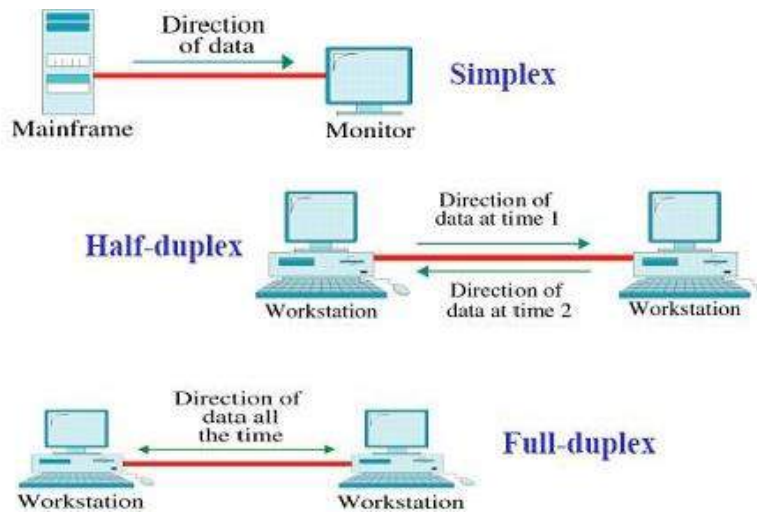 Direction
of data
Simplex
Mainframe
Monitor
Half-duplex
Direction of
data at time 1
Direction of
data at time 2
Workstation
Workstation
Direction of
data all
the time
Full-duplex
Workstation
Workstation